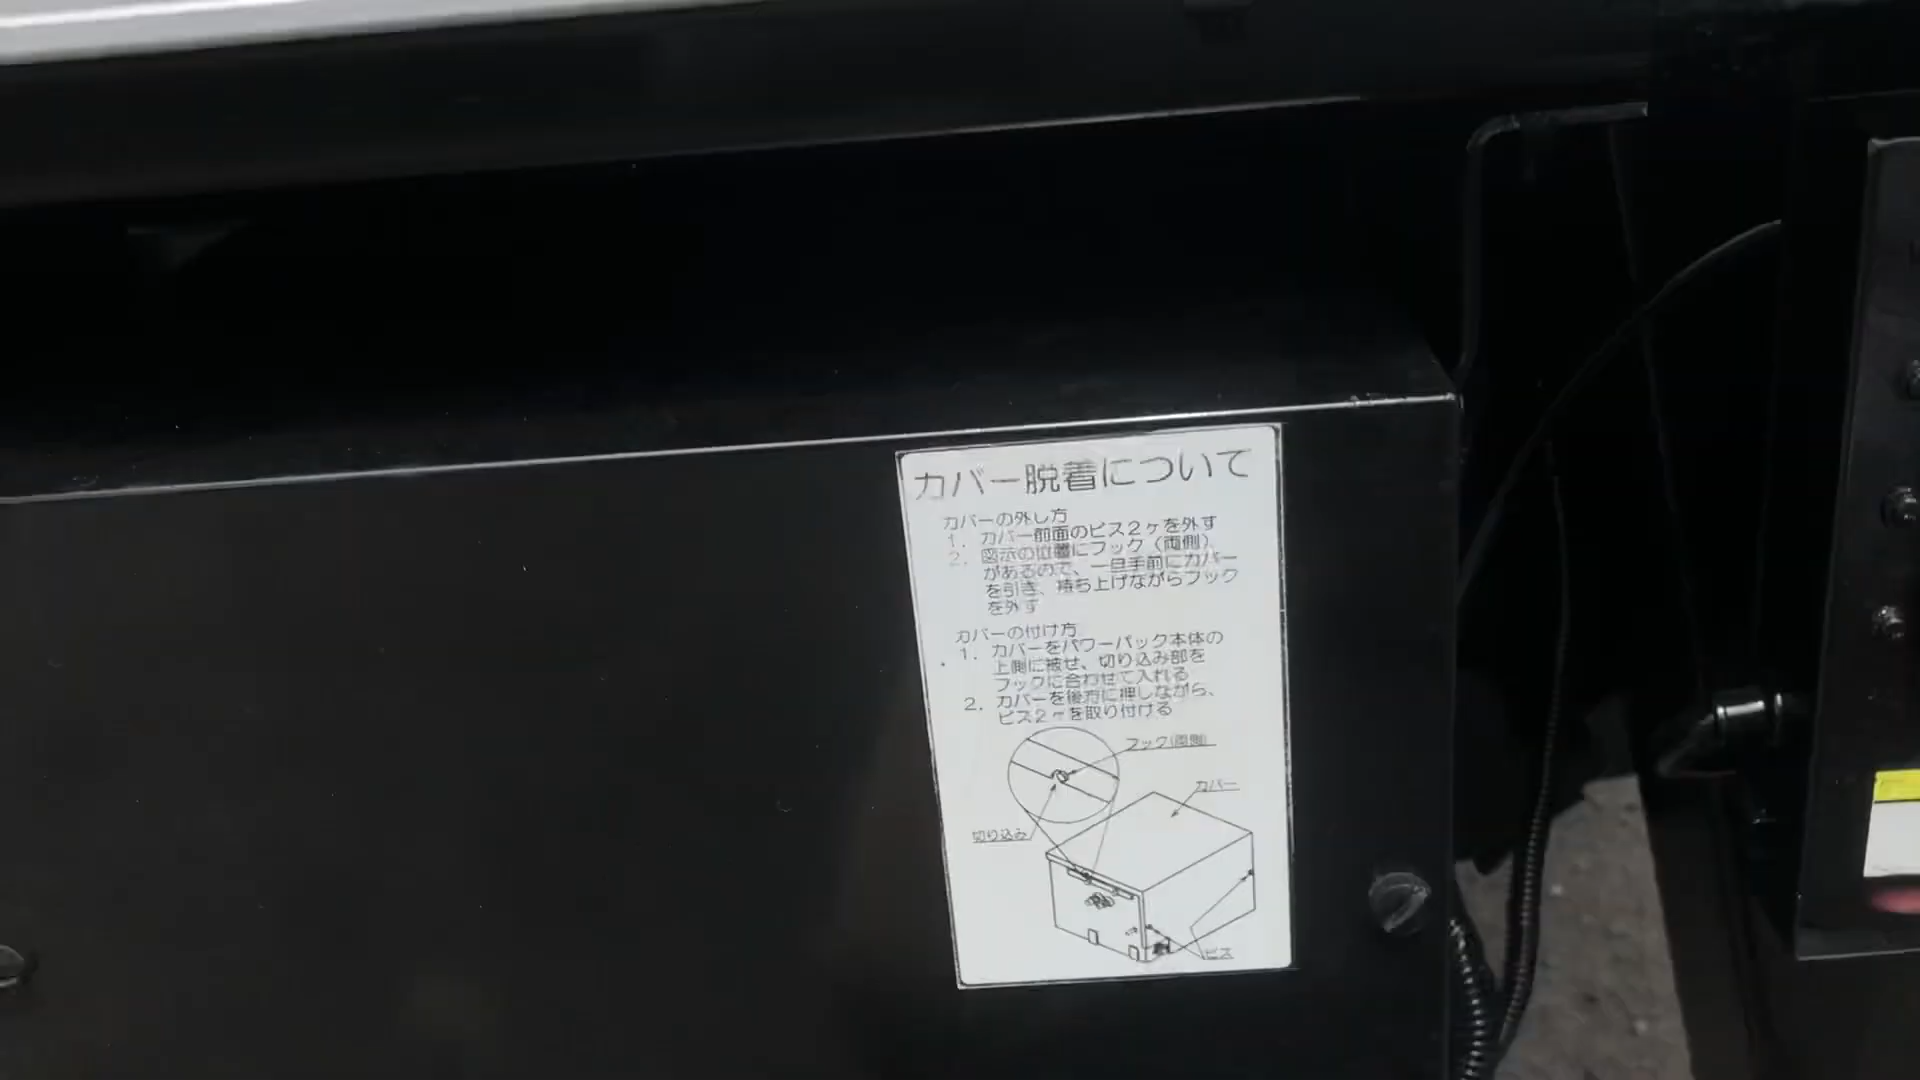 カバー脱着について
カバーの外し方
1. カバー前面のビス2ヶを外す
2. 図示の位置にフック（両側）
があるので、一旦手前にカバー
を引き、持ち上げながらフック
を外す
カバーの付け方
1. カバーをパワーパック本体の
上側に被せ、切り込み部を
フックに合わせて入れる
2. カバーを後方に押しながら、
ビス2ヶを取り付ける
フック(両側)
カバー
切り込み
ビス